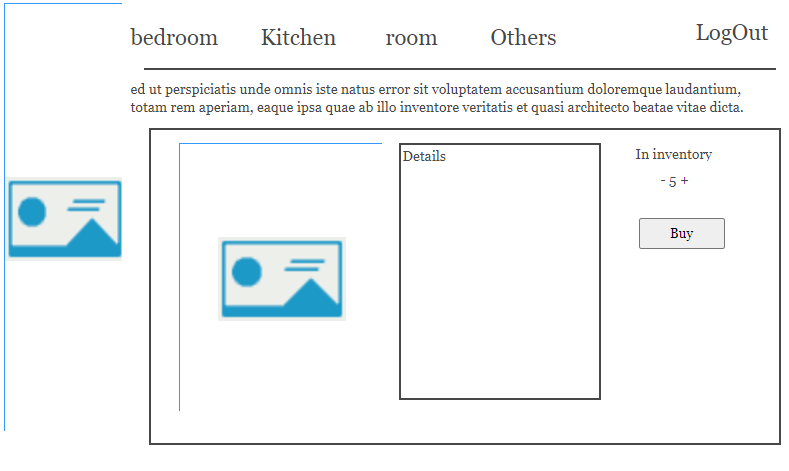 bedroom Kitchen room Others LogOut
ed ut perspiciatis unde omnis iste natus error sit voluptatem accusantium doloremque laudantium,
totam rem aperiam, eaque ipsa quae ab illo inventore veritatis et quasi architecto beatae vitae dicta.
Details
In inventory
- 5 +
Buy